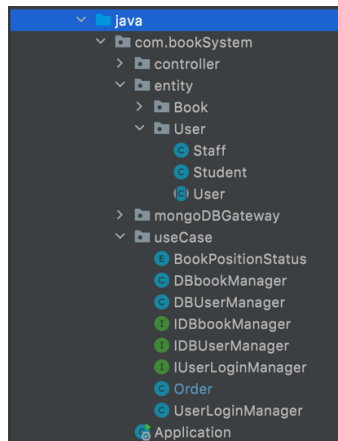 java
com.bookSystem
controller
entity
Book
User
Staff
Student
User
mongoDBGateway
useCase
BookPositionStatus
DBbookManager
DBUserManager
IDBbookManager
IDBUserManager
IUserLoginManager
Order
UserLoginManager
Application